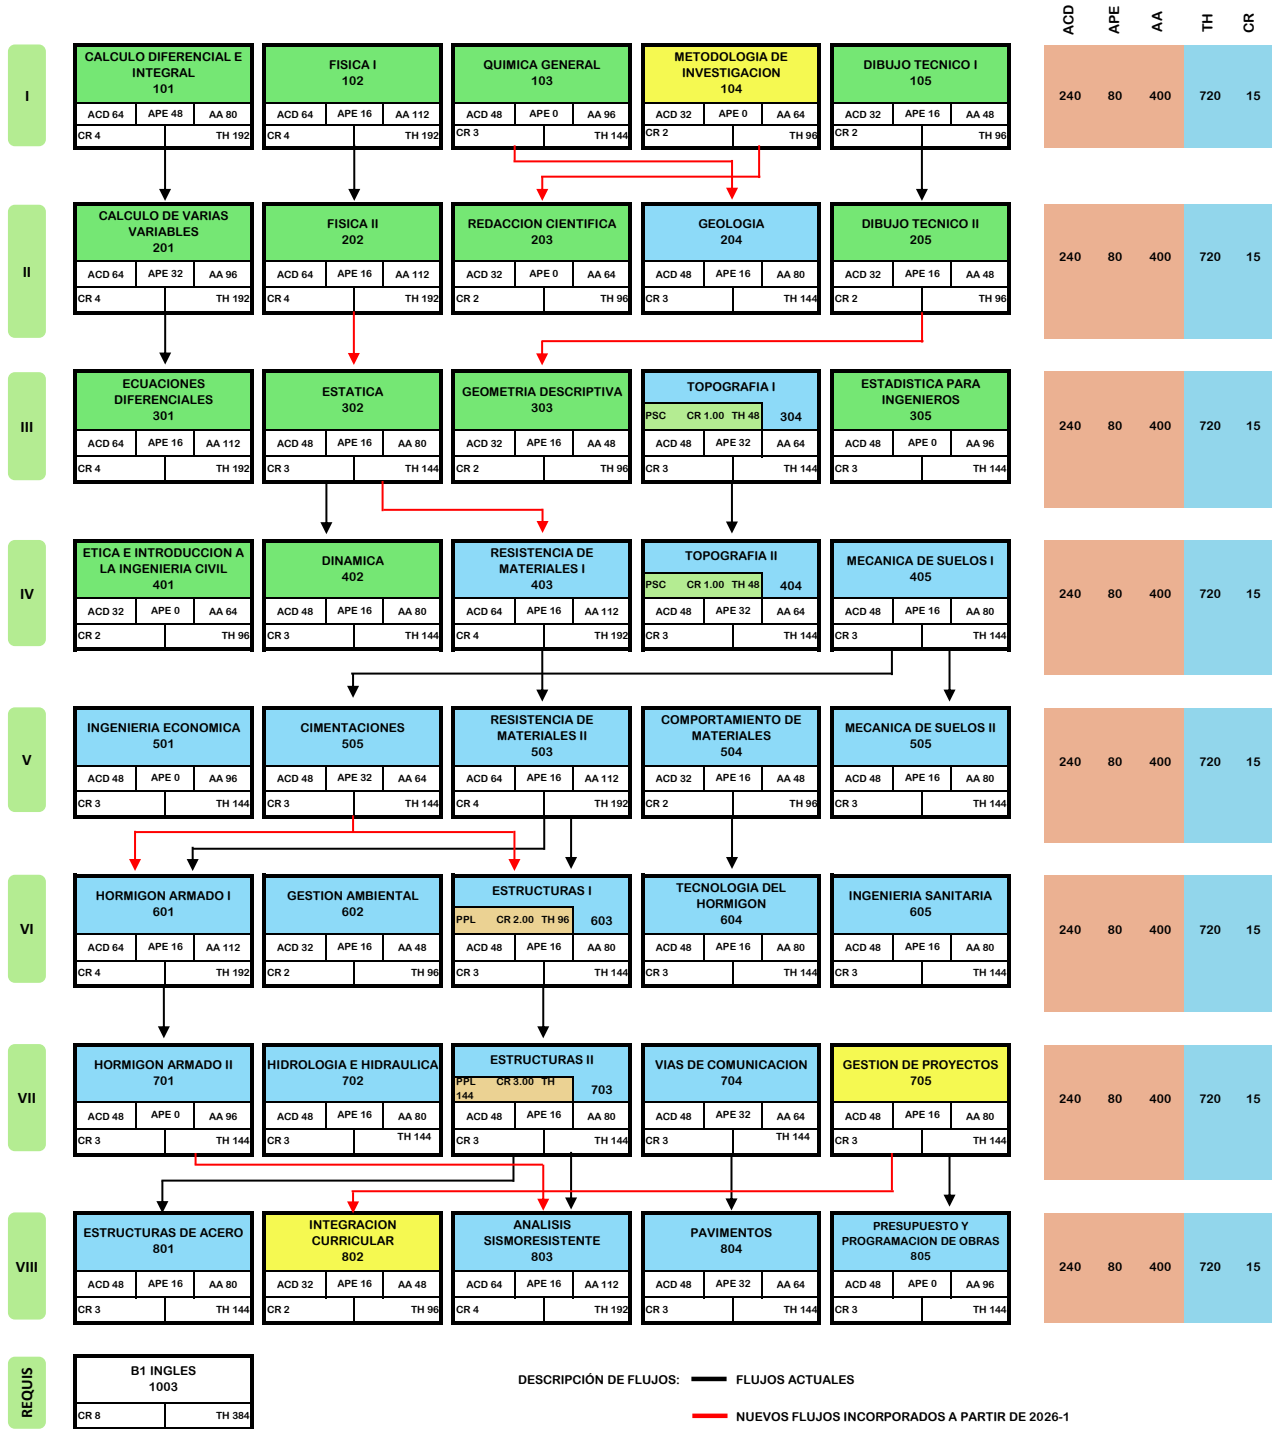 ACD APE AA TH CR
I
CALCULO DIFERENCIAL E
INTEGRAL
101
ACD 64 APE 48 AA 80
CR 4 TH 192
FISICA I
102
ACD 64 APE 16 AA 112
CR 4 TH 192
QUIMICA GENERAL
103
ACD 48 APE 0 AA 96
CR 3 TH 144
METODOLOGIA DE
INVESTIGACION
104
ACD 32 APE 0 AA 64
CR 2 TH 96
DIBUJO TECNICO I
105
ACD 32 APE 16 AA 48
CR 2 TH 96
240 80 400 720 15
II
CALCULO DE VARIAS
VARIABLES
201
ACD 64 APE 32 AA 96
CR 4 TH 192
FISICA II
202
ACD 64 APE 16 AA 112
CR 4 TH 192
REDACCION CIENTIFICA
203
ACD 32 APE 0 AA 64
CR 2 TH 96
GEOLOGIA
204
ACD 48 APE 16 AA 80
CR 3 TH 144
DIBUJO TECNICO II
205
ACD 32 APE 16 AA 48
CR 2 TH 96
240 80 400 720 15
III
ECUACIONES
DIFERENCIALES
301
ACD 64 APE 16 AA 112
CR 4 TH 192
ESTATICA
302
ACD 48 APE 16 AA 80
CR 3 TH 144
GEOMETRIA DESCRIPTIVA
303
ACD 32 APE 16 AA 48
CR 2 TH 96
TOPOGRAFIA I
PSC CR 1.00 TH 48 304
ACD 48 APE 32 AA 64
CR 3 TH 144
ESTADISTICA PARA
INGENIEROS
305
ACD 48 APE 0 AA 96
CR 3 TH 144
240 80 400 720 15
IV
ETICA E INTRODUCCION A
LA INGENIERIA CIVIL
401
ACD 32 APE 0 AA 64
CR 2 TH 96
DINAMICA
402
ACD 48 APE 16 AA 80
CR 3 TH 144
RESISTENCIA DE
MATERIALES I
403
ACD 64 APE 16 AA 112
CR 4 TH 192
TOPOGRAFIA II
PSC CR 1.00 TH 48 404
ACD 48 APE 32 AA 64
CR 3 TH 144
MECANICA DE SUELOS I
405
ACD 48 APE 16 AA 80
CR 3 TH 144
240 80 400 720 15
V
INGENIERIA ECONOMICA
501
ACD 48 APE 0 AA 96
CR 3 TH 144
CIMENTACIONES
505
ACD 48 APE 32 AA 64
CR 3 TH 144
RESISTENCIA DE
MATERIALES II
503
ACD 64 APE 16 AA 112
CR 4 TH 192
COMPORTAMIENTO DE
MATERIALES
504
ACD 32 APE 16 AA 48
CR 2 TH 96
MECANICA DE SUELOS II
505
ACD 48 APE 16 AA 80
CR 3 TH 144
240 80 400 720 15
VI
HORMIGON ARMADO I
601
ACD 64 APE 16 AA 112
CR 4 TH 192
GESTION AMBIENTAL
602
ACD 32 APE 16 AA 48
CR 2 TH 96
ESTRUCTURAS I
PPL CR 2.00 TH 96 603
ACD 48 APE 16 AA 80
CR 3 TH 144
TECNOLOGIA DEL
HORMIGON
604
ACD 48 APE 16 AA 80
CR 3 TH 144
INGENIERIA SANITARIA
605
ACD 48 APE 16 AA 80
CR 3 TH 144
240 80 400 720 15
VII
HORMIGON ARMADO II
701
ACD 48 APE 0 AA 96
CR 3 TH 144
HIDROLOGIA E HIDRAULICA
702
ACD 48 APE 16 AA 80
CR 3 TH 144
ESTRUCTURAS II
PPL CR 3.00 TH
144 703
ACD 48 APE 16 AA 80
CR 3 TH 144
VIAS DE COMUNICACION
704
ACD 48 APE 32 AA 64
CR 3 TH 144
GESTION DE PROYECTOS
705
ACD 48 APE 16 AA 80
CR 3 TH 144
240 80 400 720 15
VIII
ESTRUCTURAS DE ACERO
801
ACD 48 APE 16 AA 80
CR 3 TH 144
INTEGRACION
CURRICULAR
802
ACD 32 APE 16 AA 48
CR 2 TH 96
ANALISIS
SISMORESISTENTE
803
ACD 64 APE 16 AA 112
CR 4 TH 192
PAVIMENTOS
804
ACD 48 APE 32 AA 64
CR 3 TH 144
PRESUPUESTO Y
PROGRAMACION DE OBRAS
805
ACD 48 APE 0 AA 96
CR 3 TH 144
240 80 400 720 15
REQUIS
B1 INGLES
1003
CR 8 TH 384
DESCRIPCIÓN DE FLUJOS: FLUJOS ACTUALES
NUEVOS FLUJOS INCORPORADOS A PARTIR DE 2026-1